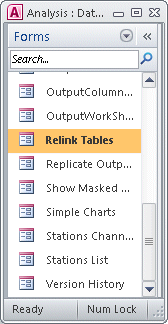 Analysis : Dat...
Forms
Search...
OutputColumn...
OutputWorkSh...
Relink Tables
Replicate Outp...
Show Masked ...
Simple Charts
Stations Chann...
Stations List
Version History
Ready
Num Lock